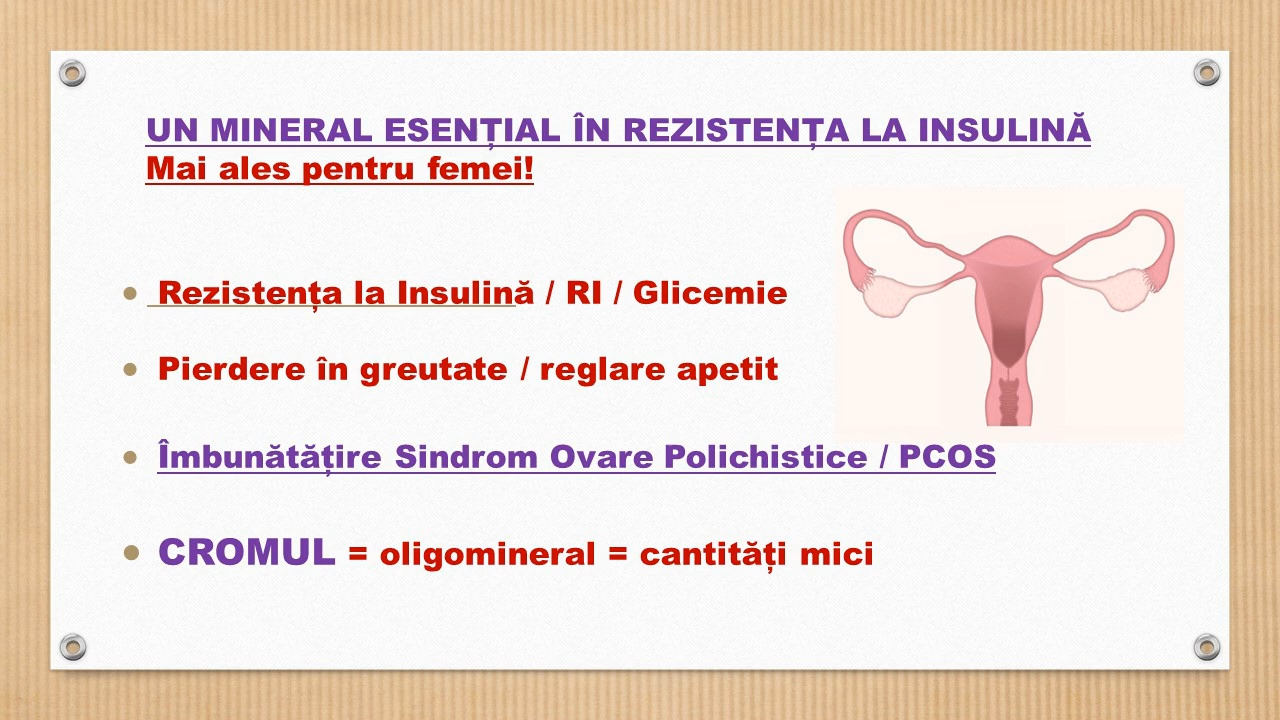 UN MINERAL ESENȚIAL ÎN REZISTENȚA LA INSULINĂ
Mai ales pentru femei!
• Rezistența la Insulină / RI / Glicemie
• Pierdere în greutate / reglare apetit
• Îmbunătățire Sindrom Ovare Polichistice / PCOS
• CROMUL = oligomineral = cantități mici